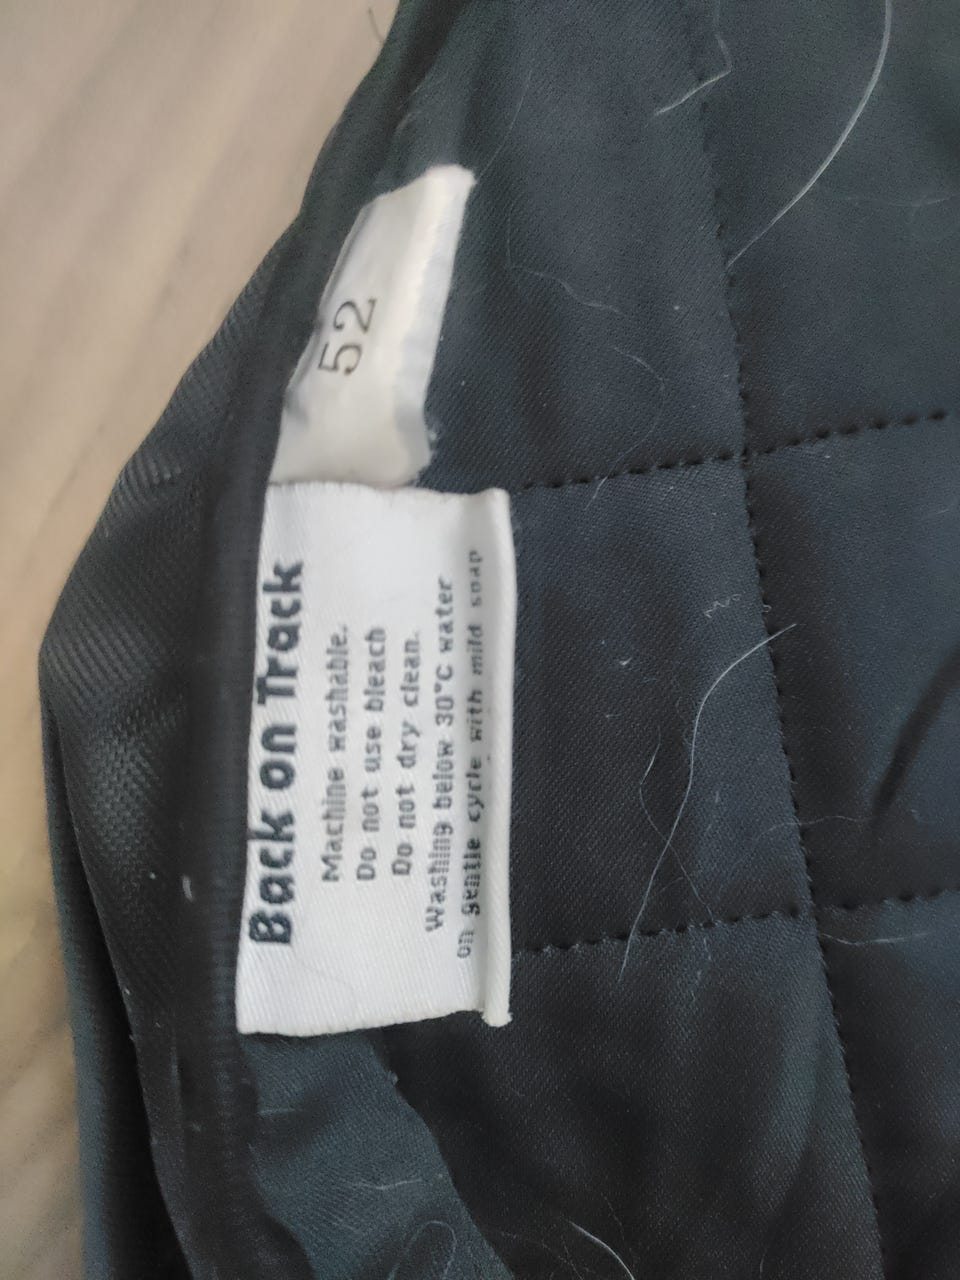 52
Back on Track
Machine washable.
Do not use bleach
Do not dry clean.
Washing below 30°C water
on gentle cycle with mild soap